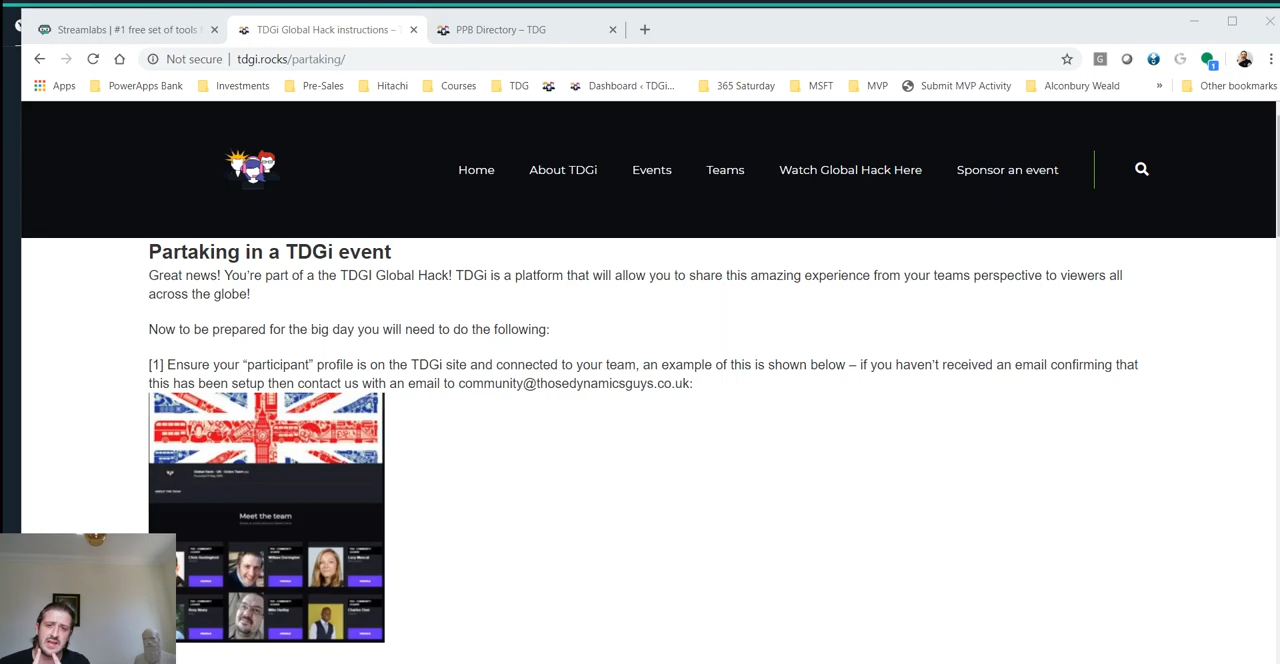 Streamlabs | #1 free set of tools f
TDGi Global Hack instructions –
PPB Directory – TDG
Not secure | tdgi.rocks/partaking/
G
G
1
Apps
PowerApps Bank
Investments
Pre-Sales
Hitachi
Courses
TDG
Dashboard ‹ TDGi...
365 Saturday
MSFT
MVP
Submit MVP Activity
Alconbury Weald
»
Other bookmarks
Home
About TDGi
Events
Teams
Watch Global Hack Here
Sponsor an event
Partaking in a TDGi event
Great news! You’re part of a the TDGI Global Hack! TDGi is a platform that will allow you to share this amazing experience from your teams perspective to viewers all
across the globe!
Now to be prepared for the big day you will need to do the following:
[1] Ensure your “participant” profile is on the TDGi site and connected to your team, an example of this is shown below – if you haven’t received an email confirming that
this has been setup then contact us with an email to community@thosedynamicsguys.co.uk:
ABOUT THE TEAM
Meet the team